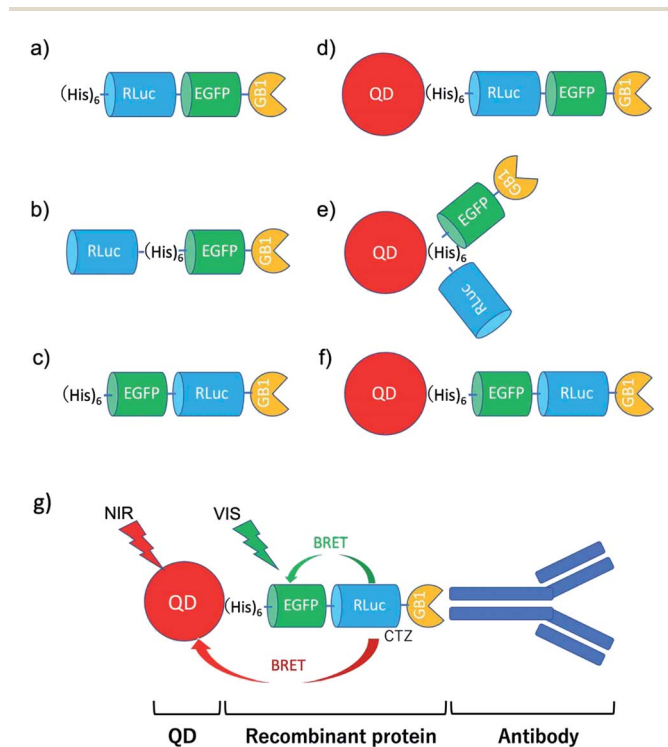 a)
(His)6 RLuc EGFP GB1
d)
QD (His)6 RLuc EGFP GB1
b)
RLuc (His)6 EGFP GB1
e)
QD (His)6 EGFP GB1
RLuc
c)
(His)6 EGFP RLuc GB1
f)
QD (His)6 EGFP RLuc GB1
g)
NIR VIS
BRET
QD (His)6 EGFP RLuc GB1
CTZ
BRET
QD Recombinant protein Antibody